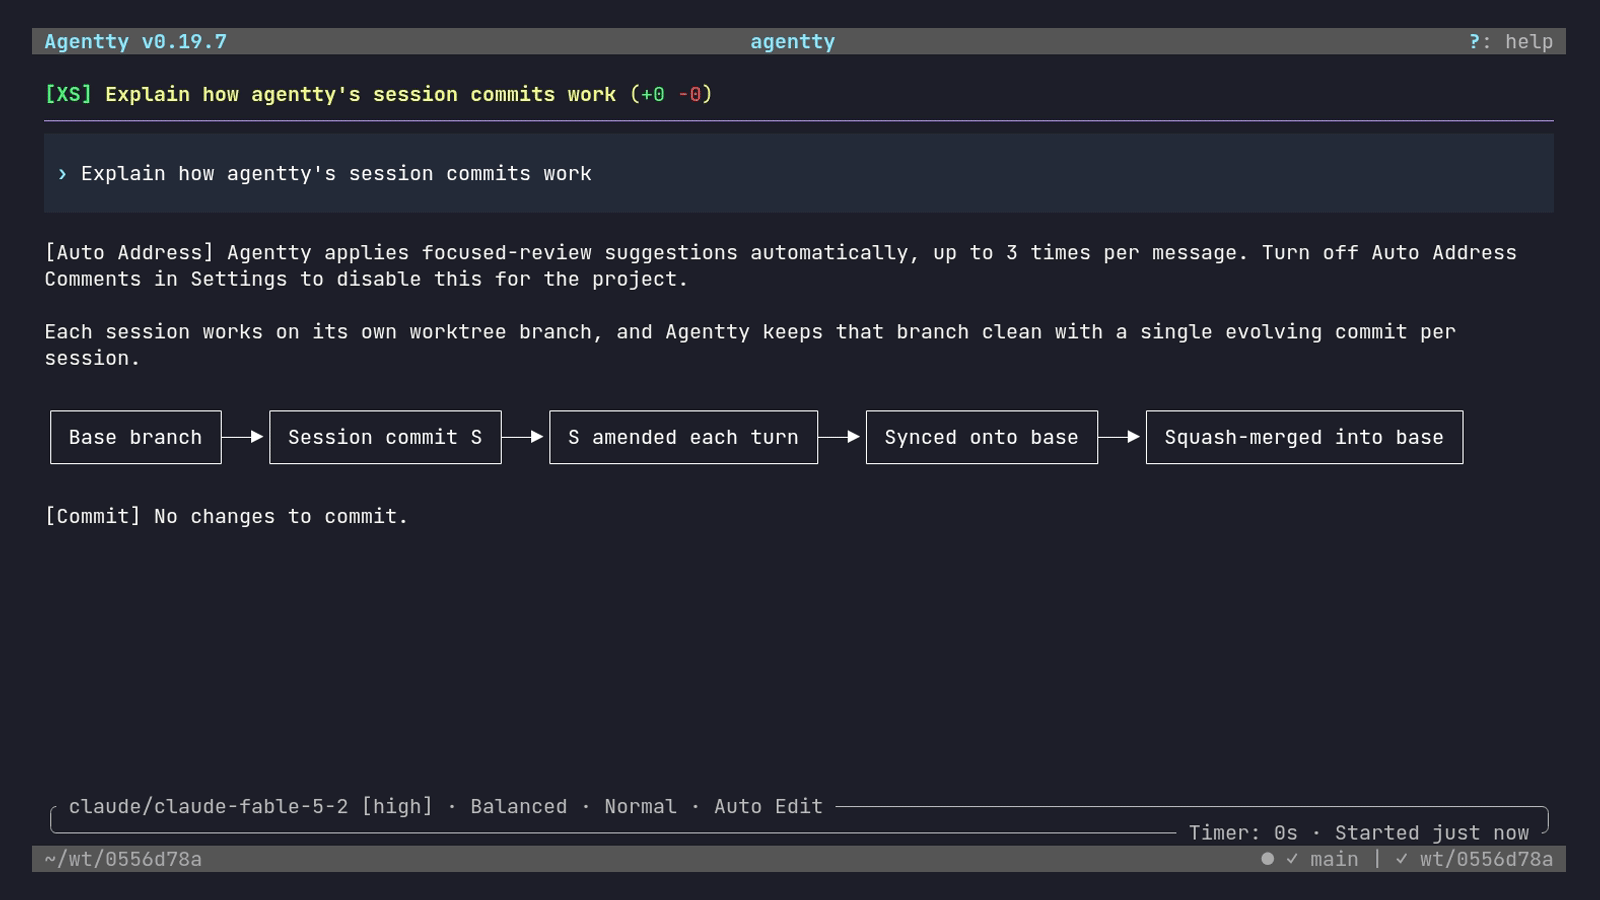 Agentty v0.19.7 agentty ?: help
[XS] Explain how agentty's session commits work (+0 -0)
› Explain how agentty's session commits work
[Auto Address] Agentty applies focused-review suggestions automatically, up to 3 times per message. Turn off Auto Address
Comments in Settings to disable this for the project.
Each session works on its own worktree branch, and Agentty keeps that branch clean with a single evolving commit per
session.
Base branch Session commit S S amended each turn Synced onto base Squash-merged into base
[Commit] No changes to commit.
claude/claude-fable-5-2 [high] · Balanced · Normal · Auto Edit
Timer: 0s · Started just now
~/wt/0556d78a ● ✓ main | ✓ wt/0556d78a